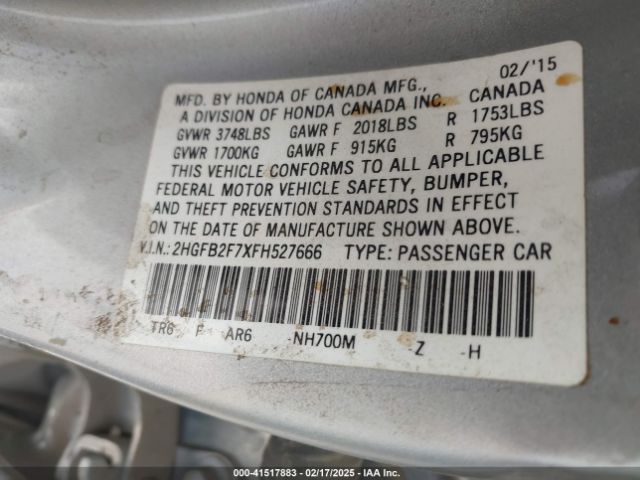 02/'15
MFD. BY HONDA OF CANADA MFG.,
A DIVISION OF HONDA CANADA INC. CANADA
GVWR 3748LBS GAWR F 2018LBS R 1753LBS
GVWR 1700KG GAWR F 915KG R 795KG
THIS VEHICLE CONFORMS TO ALL APPLICABLE
FEDERAL MOTOR VEHICLE SAFETY, BUMPER,
AND THEFT PREVENTION STANDARDS IN EFFECT
ON THE DATE OF MANUFACTURE SHOWN ABOVE.
V.I.N.:2HGFB2F7XFH527666 TYPE: PASSENGER CAR
TR6 F AR6 -NH700M -Z -H
000-41517883 — 02/17/2025 — IAA Inc.